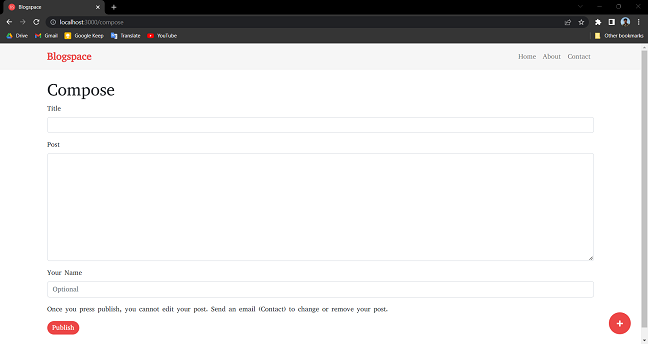 Blogspace
localhost:3000/compose
Drive Gmail Google Keep Translate YouTube Other bookmarks
Blogspace Home About Contact
Compose
Title
Post
Your Name
Optional
Once you press publish, you cannot edit your post. Send an email (Contact) to change or remove your post.
Publish
+